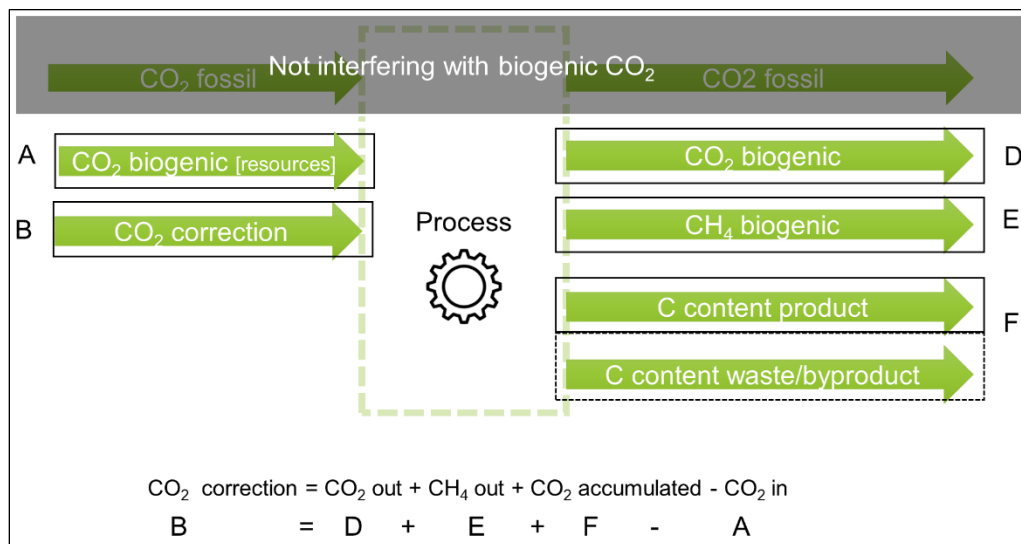 Not interfering with biogenic CO₂
CO₂ fossil
CO2 fossil
A
CO₂ biogenic [resources]
CO₂ biogenic
D
B
CO₂ correction
Process
CH₄ biogenic
E
C content product
F
C content waste/byproduct
CO₂ correction = CO₂ out + CH₄ out + CO₂ accumulated - CO₂ in
B = D + E + F - A